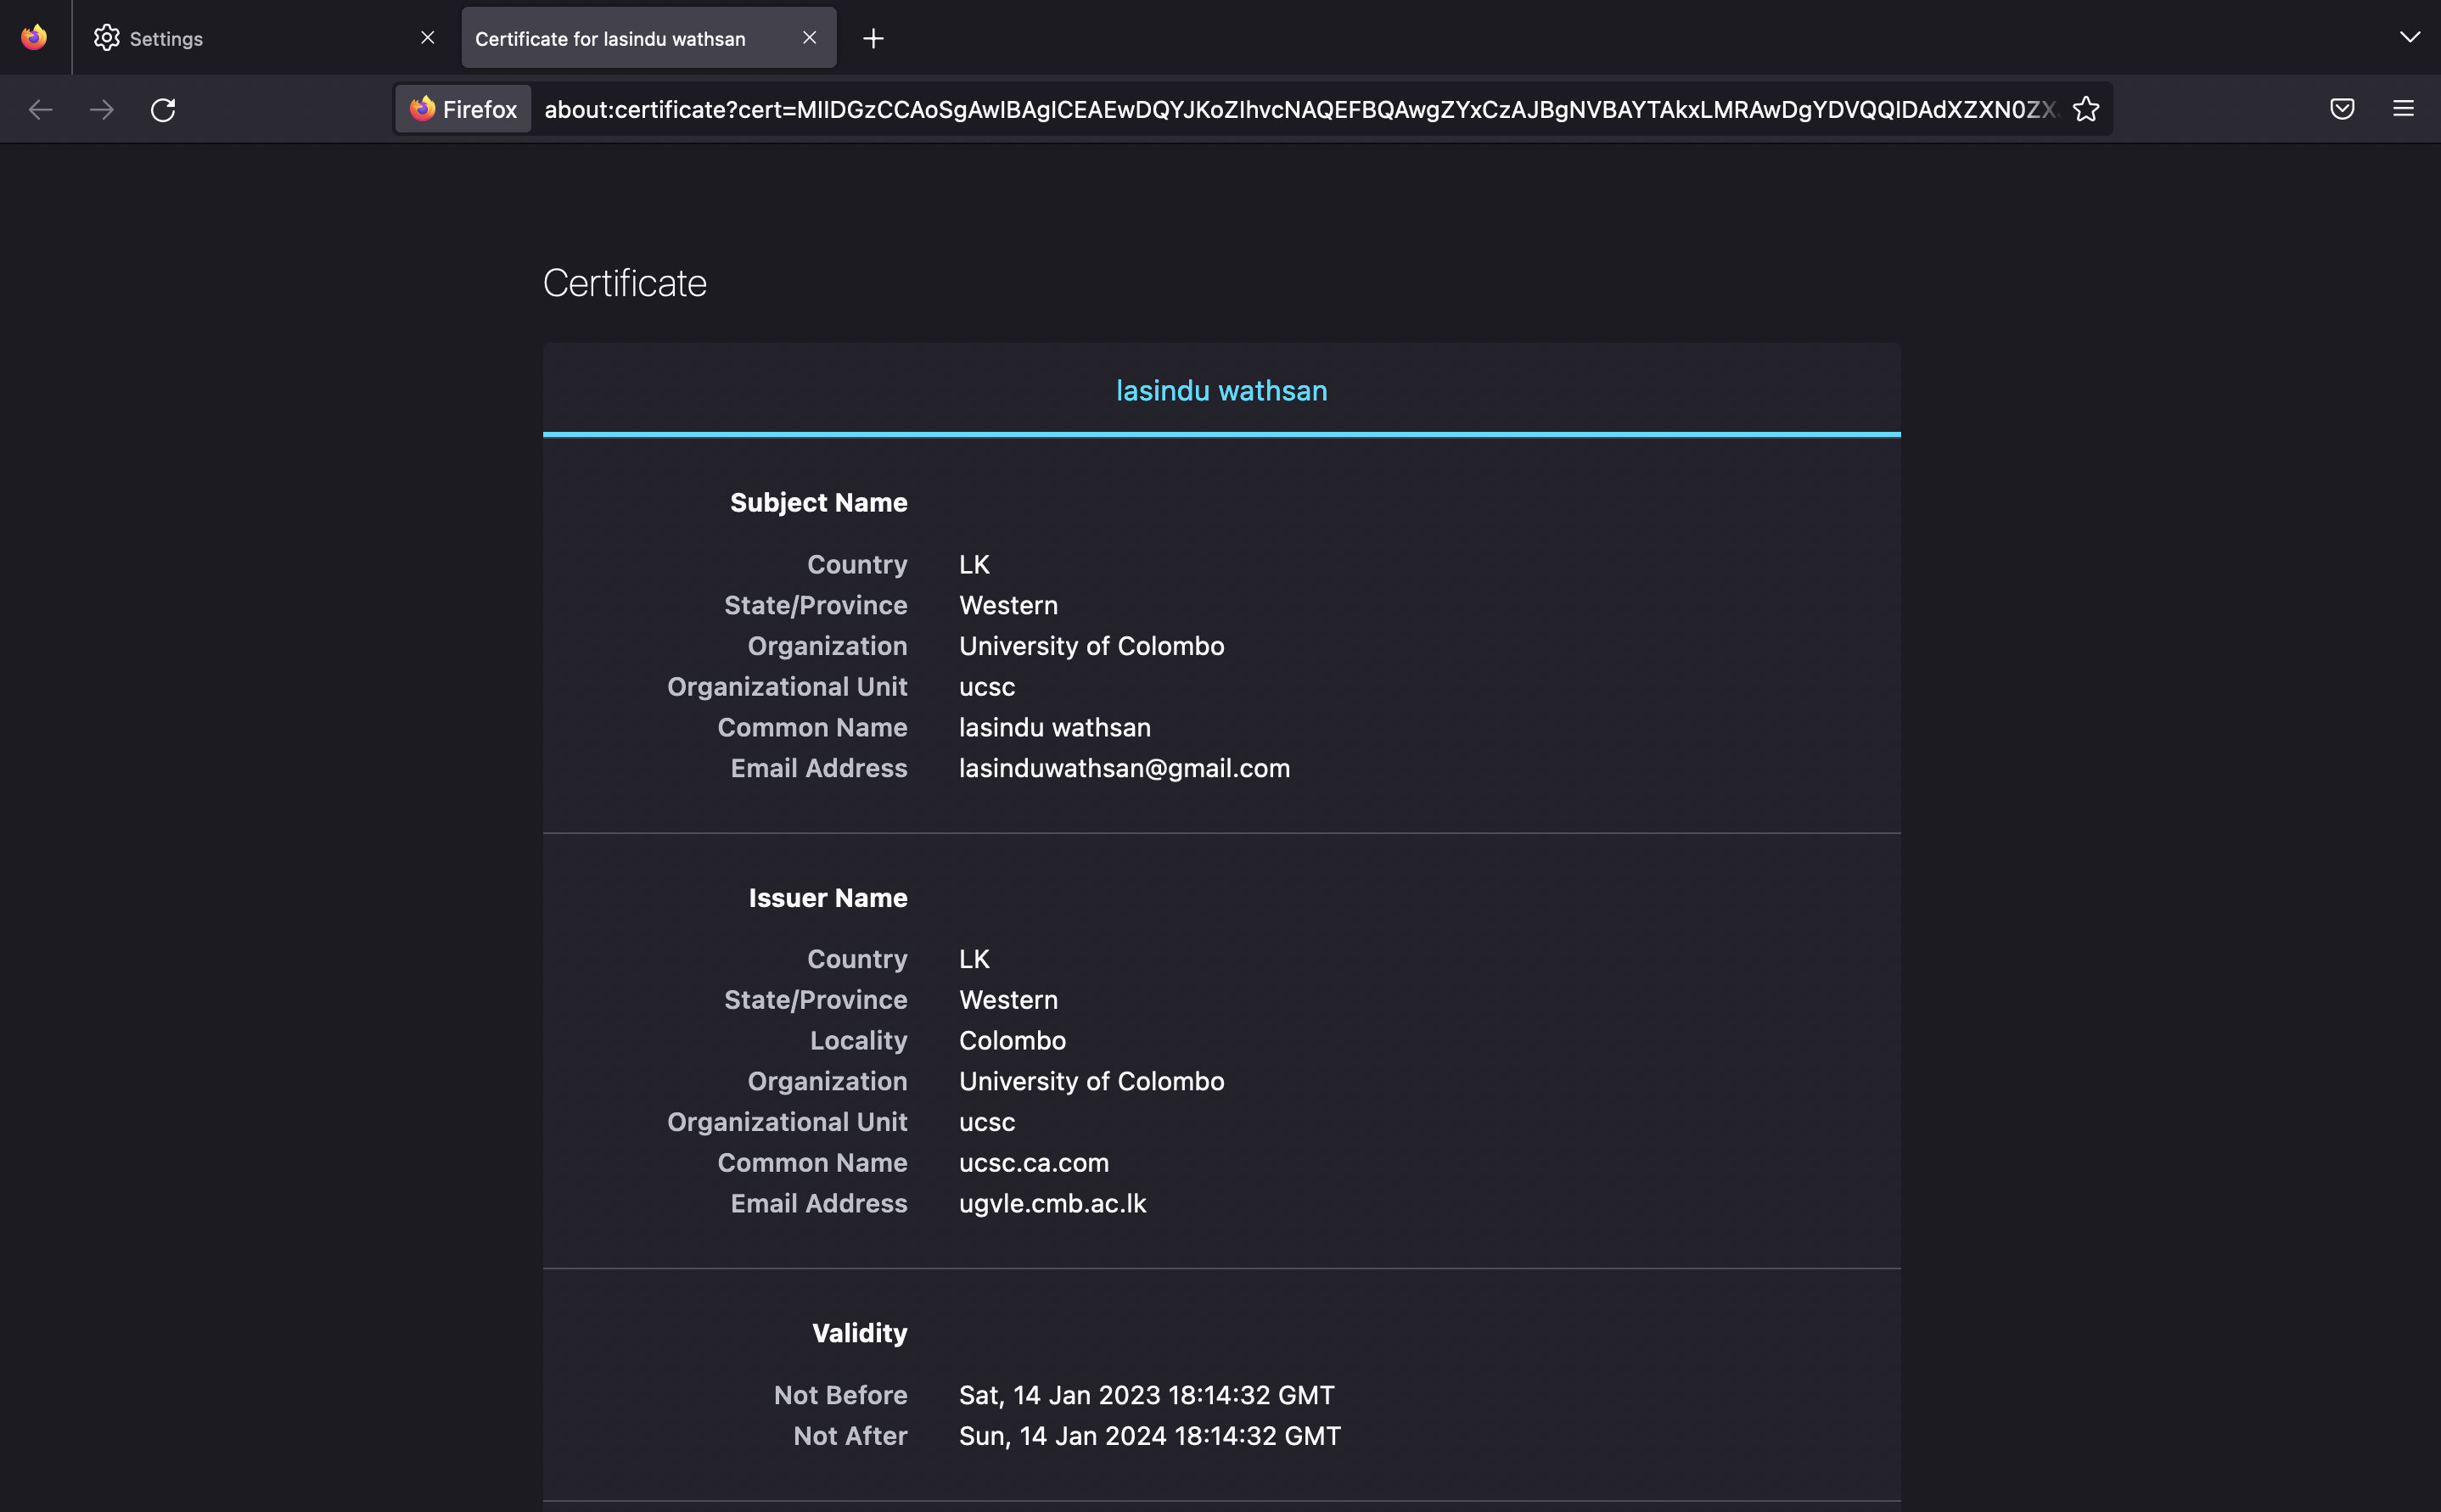 Settings
Certificate for lasindu wathsan
Firefox about:certificate?cert=MIIDGzCCAoSgAwIBAgICEAEwDQYJKoZIhvcNAQEFBQAwgZYxCzAJBgNVBAYTAkxLMRAwDgYDVQQIDAdXZXN0ZX
Certificate
lasindu wathsan
Subject Name
Country LK
State/Province Western
Organization University of Colombo
Organizational Unit ucsc
Common Name lasindu wathsan
Email Address lasinduwathsan@gmail.com
Issuer Name
Country LK
State/Province Western
Locality Colombo
Organization University of Colombo
Organizational Unit ucsc
Common Name ucsc.ca.com
Email Address ugvle.cmb.ac.lk
Validity
Not Before Sat, 14 Jan 2023 18:14:32 GMT
Not After Sun, 14 Jan 2024 18:14:32 GMT